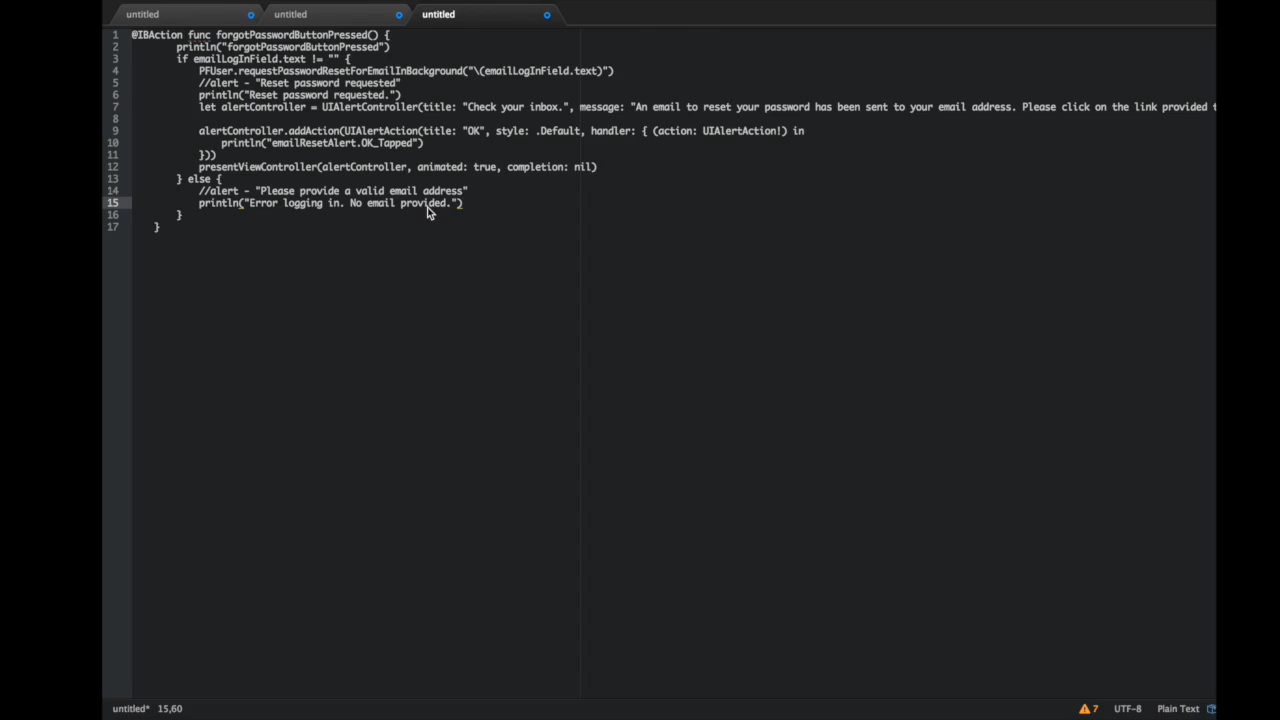 untitled untitled untitled
1 @IBAction func forgotPasswordButtonPressed() {
2 println("forgotPasswordButtonPressed")
3 if emailLogInField.text != "" {
4 PFUser.requestPasswordResetForEmailInBackground("\(emailLogInField.text)")
5 //alert - "Reset password requested"
6 println("Reset password requested.")
7 let alertController = UIAlertController(title: "Check your inbox.", message: "An email to reset your password has been sent to your email address. Please click on the link provided t
8
9 alertController.addAction(UIAlertAction(title: "OK", style: .Default, handler: { (action: UIAlertAction!) in
10 println("emailResetAlert.OK_Tapped")
11 }))
12 presentViewController(alertController, animated: true, completion: nil)
13 } else {
14 //alert - "Please provide a valid email address"
15 println("Error logging in. No email provided.")
16 }
17 }
untitled* 15,60 7 UTF-8 Plain Text